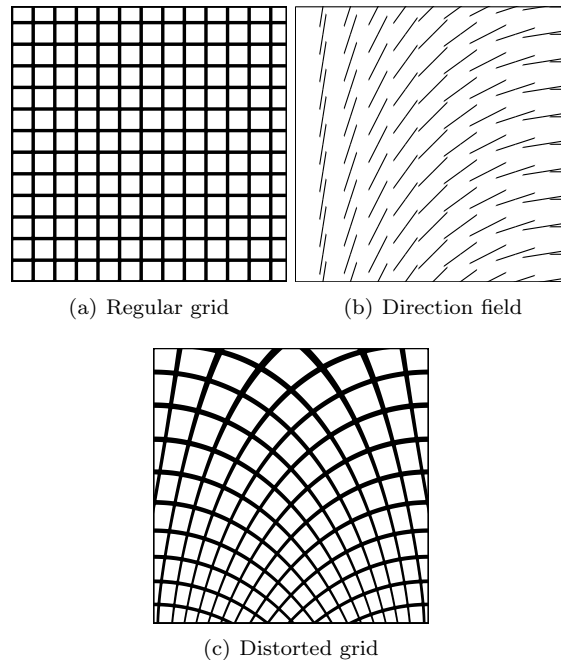 (a) Regular grid
(b) Direction field
(c) Distorted grid